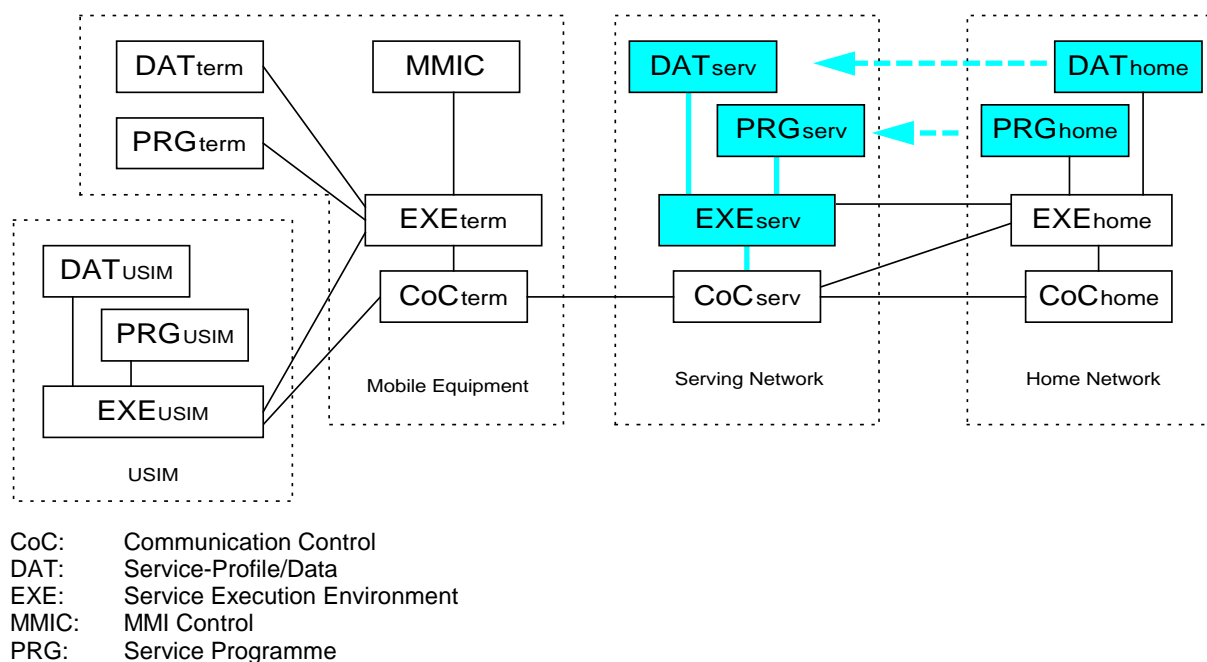 DATterm
MMIC
DATserv
DAThome
PRGterm
PRGserv
PRGhome
EXEterm
EXEserv
EXEhome
DATUSIM
CoCterm
CoCserv
CoChome
PRGUSIM
Mobile Equipment
Serving Network
Home Network
EXEUSIM
USIM
CoC: Communication Control
DAT: Service-Profile/Data
EXE: Service Execution Environment
MMIC: MMI Control
PRG: Service Programme